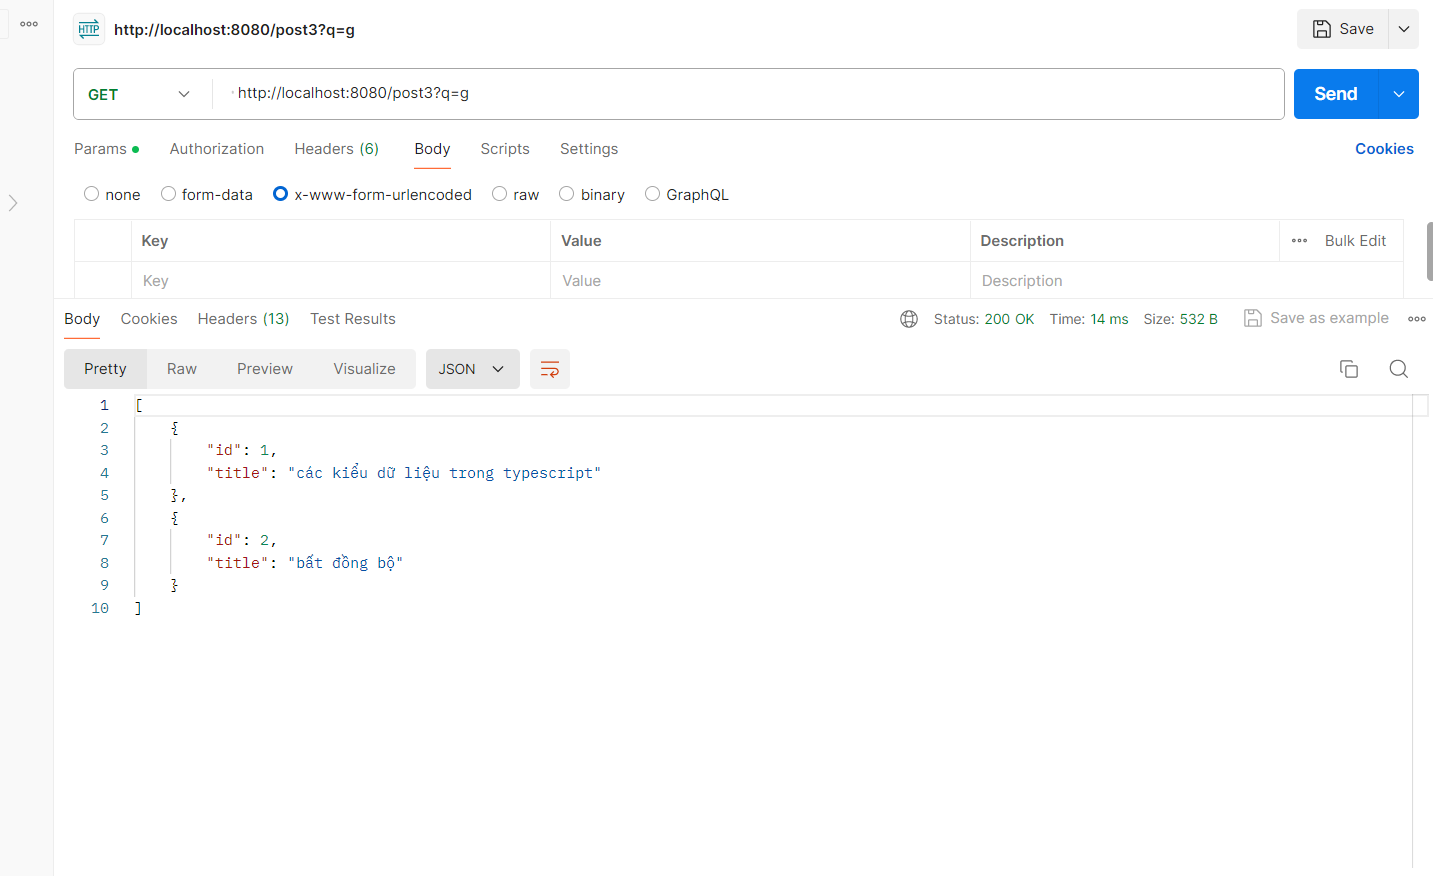 HTTP http://localhost:8080/post3?q=g Save
GET http://localhost:8080/post3?q=g Send
Params Authorization Headers (6) Body Scripts Settings Cookies
none form-data x-www-form-urlencoded raw binary GraphQL
Key Value Description Bulk Edit
Key Value Description
Body Cookies Headers (13) Test Results Status: 200 OK Time: 14 ms Size: 532 B Save as example
Pretty Raw Preview Visualize JSON
1 [
2 {
3 "id": 1,
4 "title": "các kiểu dữ liệu trong typescript"
5 },
6 {
7 "id": 2,
8 "title": "bất đồng bộ"
9 }
10 ]